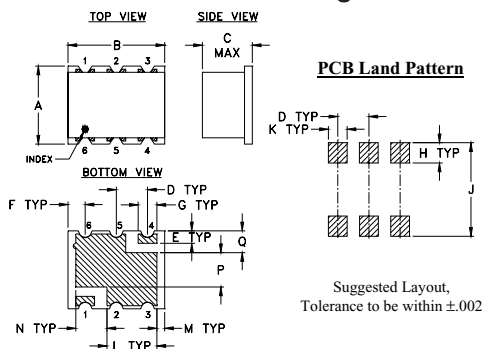 TOP VIEW
SIDE VIEW
B
C
MAX
1 2 3
A
6 5 4
INDEX
PCB Land Pattern
D TYP
K TYP
H TYP
J
Suggested Layout,
Tolerance to be within ±.002
BOTTOM VIEW
D TYP
F TYP
G TYP
6 5 4
E TYP
Q
P
1 2 3
N TYP
M TYP
L TYP